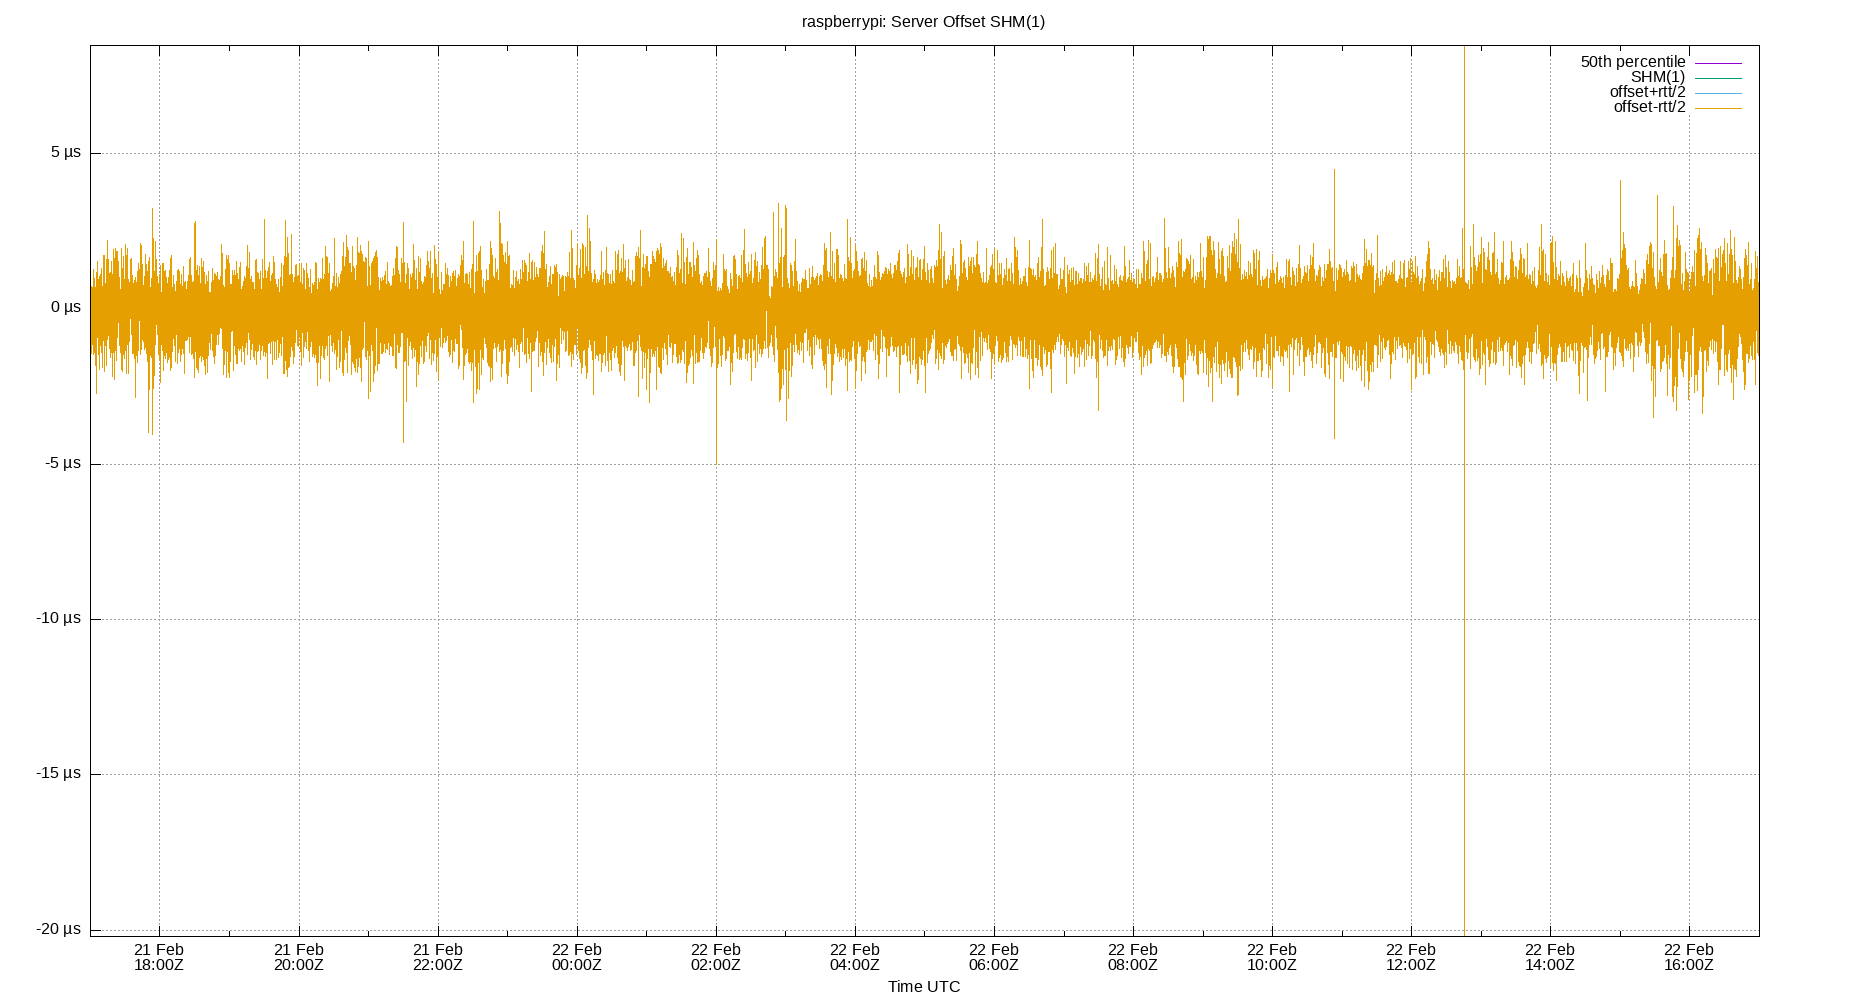 raspberrypi: Server Offset SHM(1)
50th percentile
SHM(1)
offset+rtt/2
offset-rtt/2
5 µs
0 µs
-5 µs
-10 µs
-15 µs
-20 µs
21 Feb 21 Feb 21 Feb 22 Feb 22 Feb 22 Feb 22 Feb 22 Feb 22 Feb 22 Feb 22 Feb 22 Feb
18:00Z 20:00Z 22:00Z 00:00Z 02:00Z 04:00Z 06:00Z 08:00Z 10:00Z 12:00Z 14:00Z 16:00Z
Time UTC